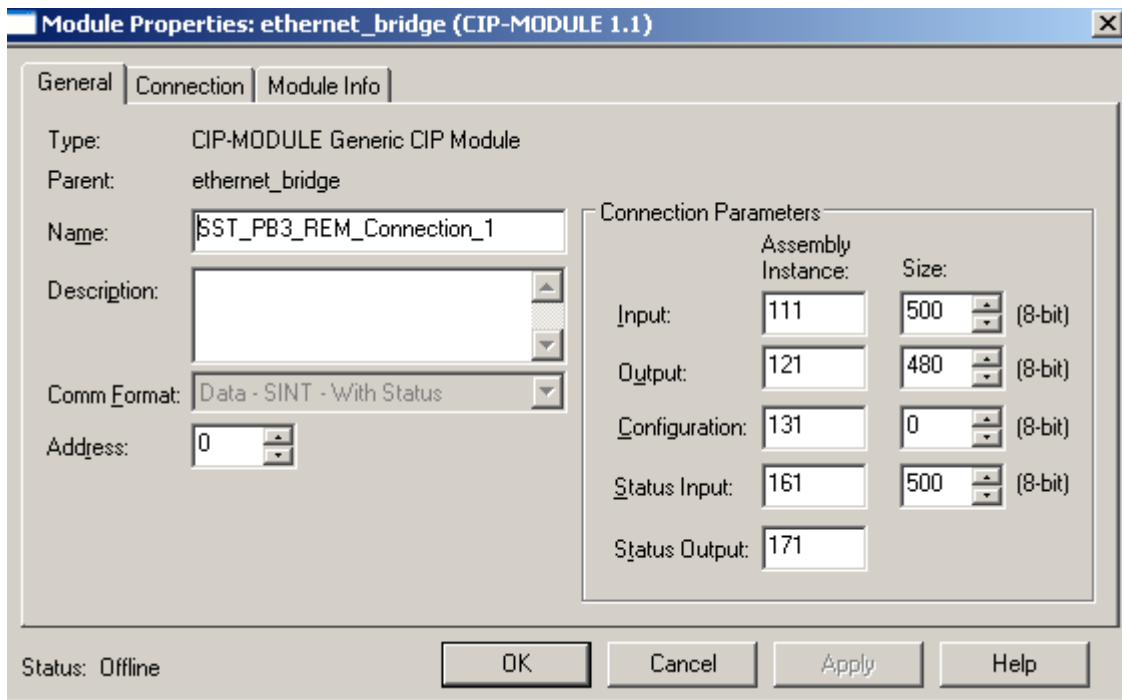 Module Properties: ethernet_bridge (CIP-MODULE 1.1)
General Connection Module Info
Type: CIP-MODULE Generic CIP Module
Parent: ethernet_bridge
Name: SST_PB3_REM_Connection_1
Description:
Comm Format: Data - SINT - With Status
Address: 0
Connection Parameters
Assembly
Instance: Size:
Input: 111 500 (8-bit)
Output: 121 480 (8-bit)
Configuration: 131 0 (8-bit)
Status Input: 161 500 (8-bit)
Status Output: 171
Status: Offline OK Cancel Apply Help